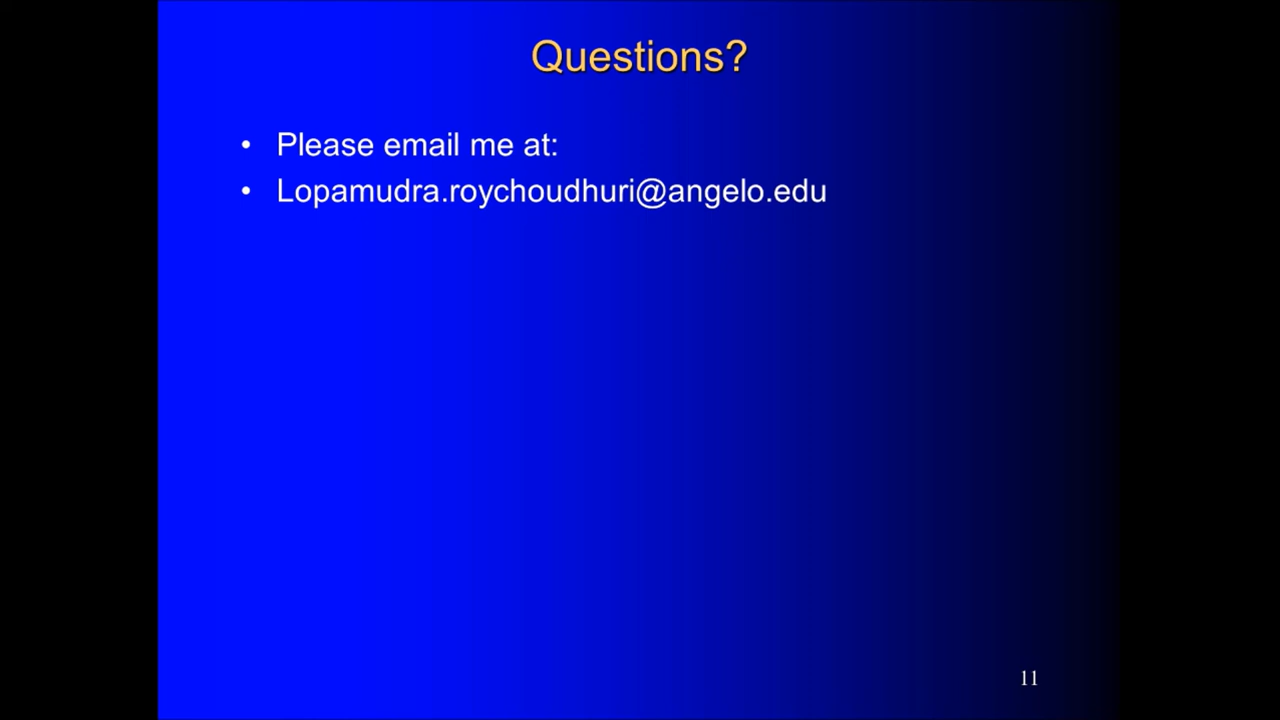 Questions?
• Please email me at:
• Lopamudra.roychoudhuri@angelo.edu
11